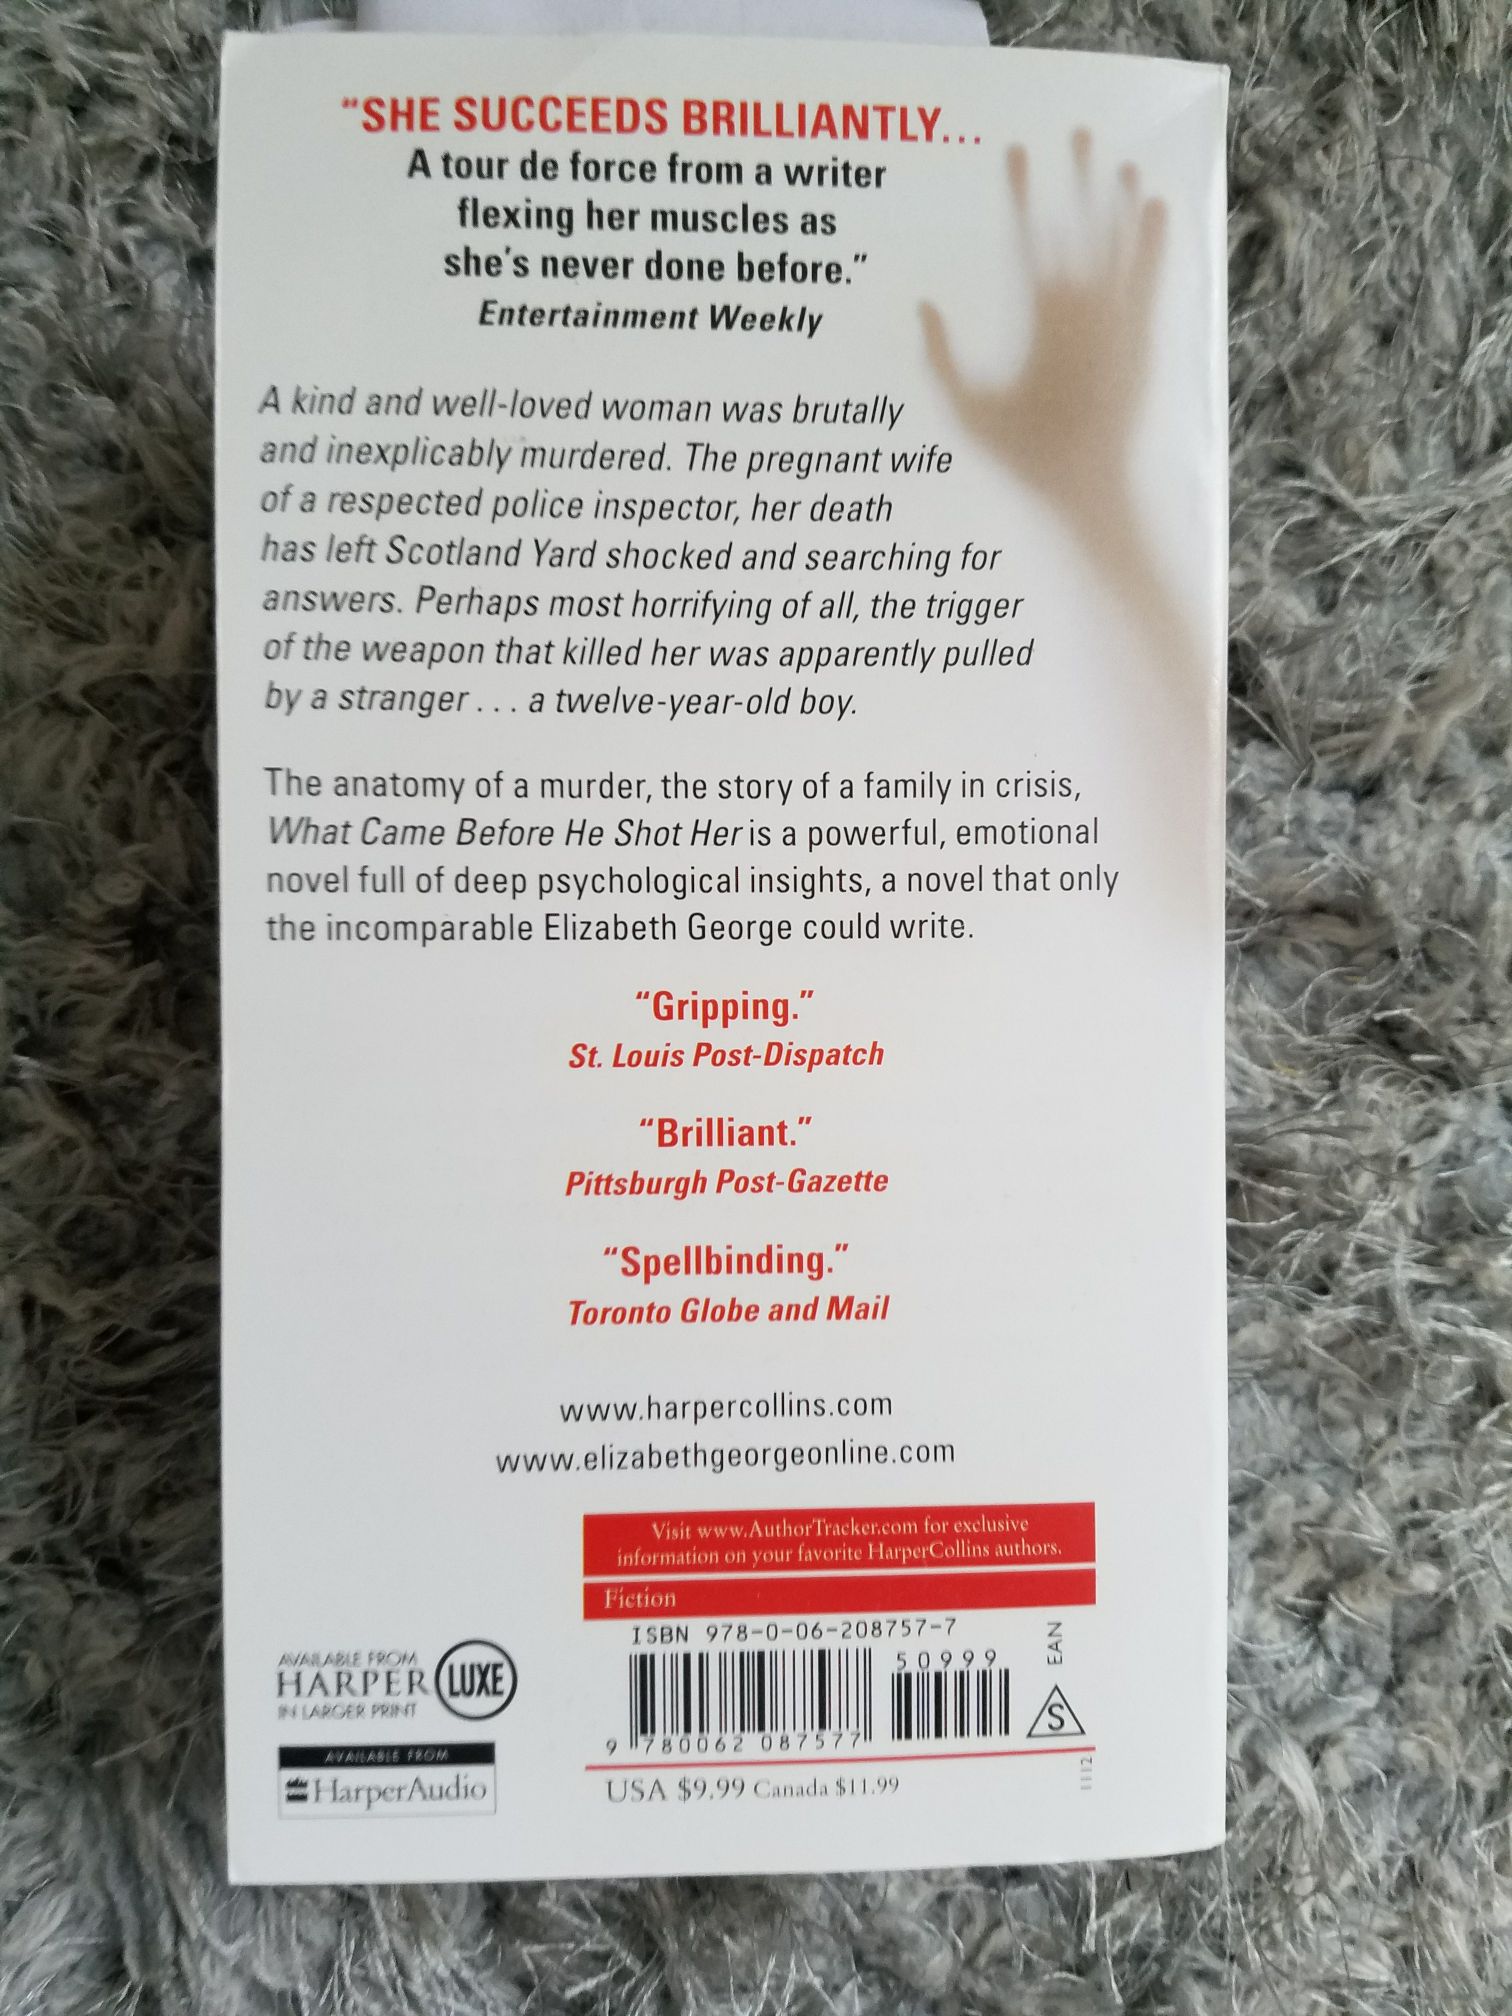 "SHE SUCCEEDS BRILLIANTLY...
A tour de force from a writer
flexing her muscles as
she's never done before."
Entertainment Weekly
A kind and well-loved woman was brutally
and inexplicably murdered. The pregnant wife
of a respected police inspector, her death
has left Scotland Yard shocked and searching for
answers. Perhaps most horrifying of all, the trigger
of the weapon that killed her was apparently pulled
by a stranger . . . a twelve-year-old boy.
The anatomy of a murder, the story of a family in crisis,
What Came Before He Shot Her is a powerful, emotional
novel full of deep psychological insights, a novel that only
the incomparable Elizabeth George could write.
"Gripping."
St. Louis Post-Dispatch
"Brilliant."
Pittsburgh Post-Gazette
"Spellbinding."
Toronto Globe and Mail
www.harpercollins.com
www.elizabethgeorgeonline.com
Visit www.AuthorTracker.com for exclusive
information on your favorite HarperCollins authors.
Fiction
ISBN 978-0-06-208757-7
50999
EAN
S
9 780062 087577
USA $9.99 Canada $11.99
1112
AVAILABLE FROM
HARPER LUXE
IN LARGER PRINT
AVAILABLE FROM
HarperAudio